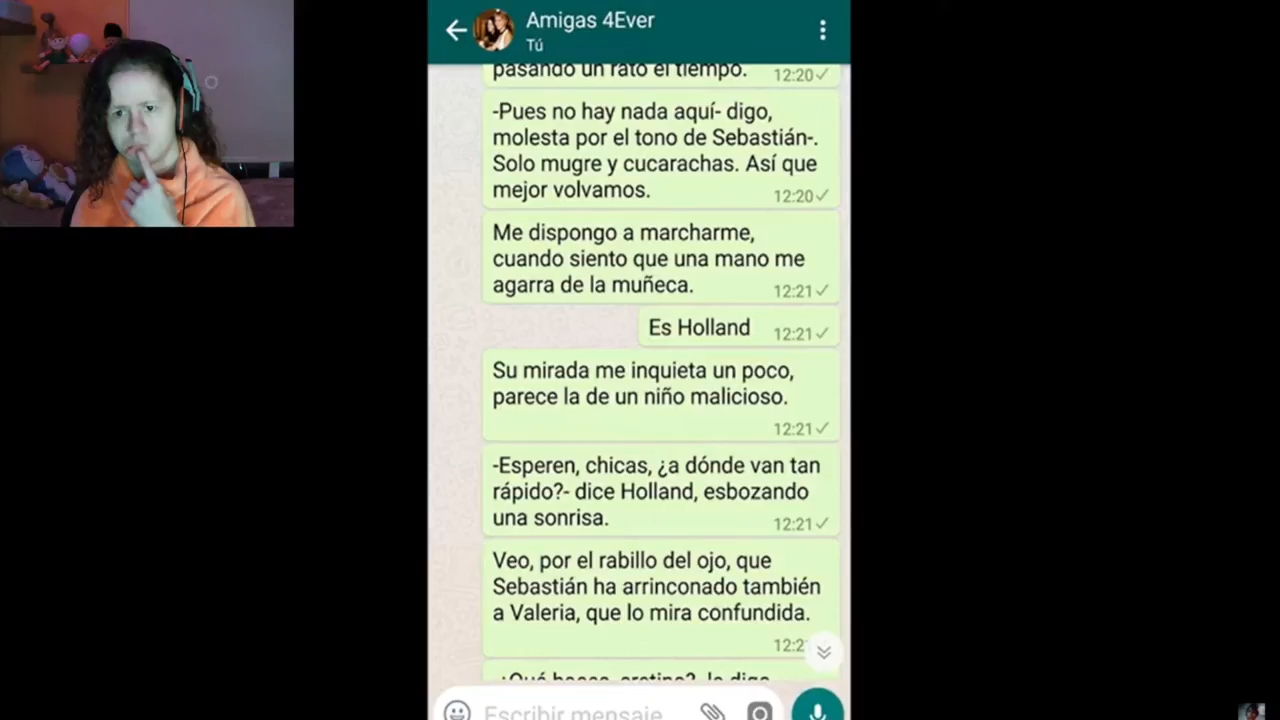 Amigas 4Ever
Tú
pasando un rato el tiempo. 12:20
-Pues no hay nada aquí- digo,
molesta por el tono de Sebastián-.
Solo mugre y cucarachas. Así que
mejor volvamos. 12:20
Me dispongo a marcharme,
cuando siento que una mano me
agarra de la muñeca. 12:21
Es Holland 12:21
Su mirada me inquieta un poco,
parece la de un niño malicioso.
12:21
-Esperen, chicas, ¿a dónde van tan
rápido?- dice Holland, esbozando
una sonrisa. 12:21
Veo, por el rabillo del ojo, que
Sebastián ha arrinconado también
a Valeria, que lo mira confundida.
Escribir mensaje